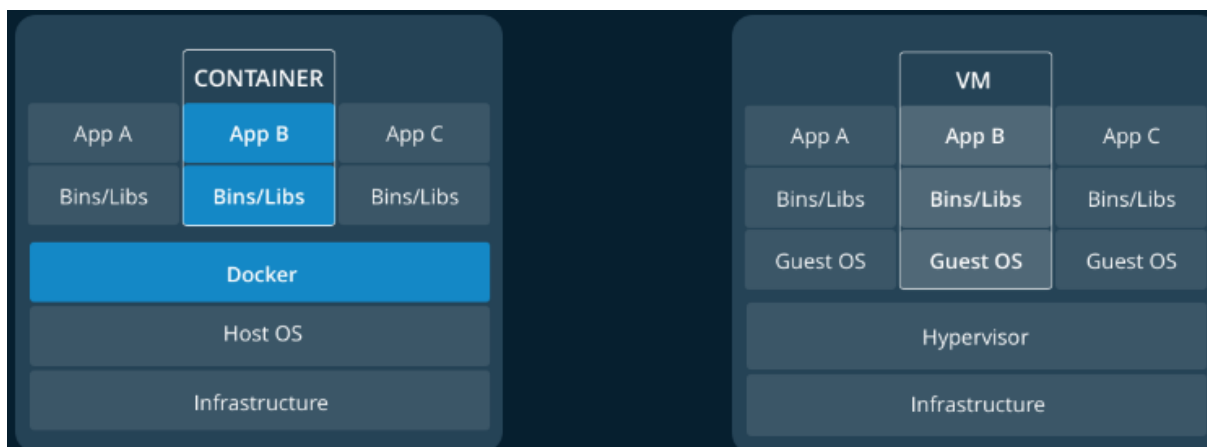 CONTAINER
App A App B App C
Bins/Libs Bins/Libs Bins/Libs
Docker
Host OS
Infrastructure
VM
App A App B App C
Bins/Libs Bins/Libs Bins/Libs
Guest OS Guest OS Guest OS
Hypervisor
Infrastructure